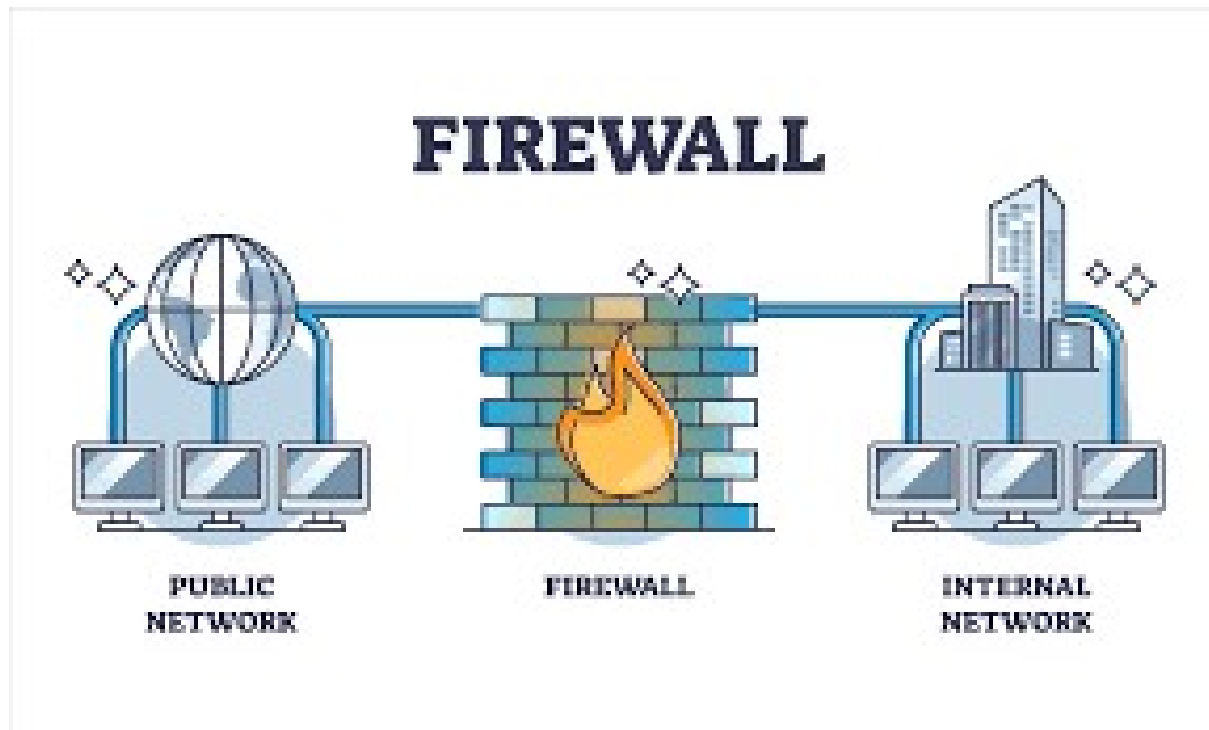 FIREWALL
PUBLIC
NETWORK
FIREWALL
INTERNAL
NETWORK